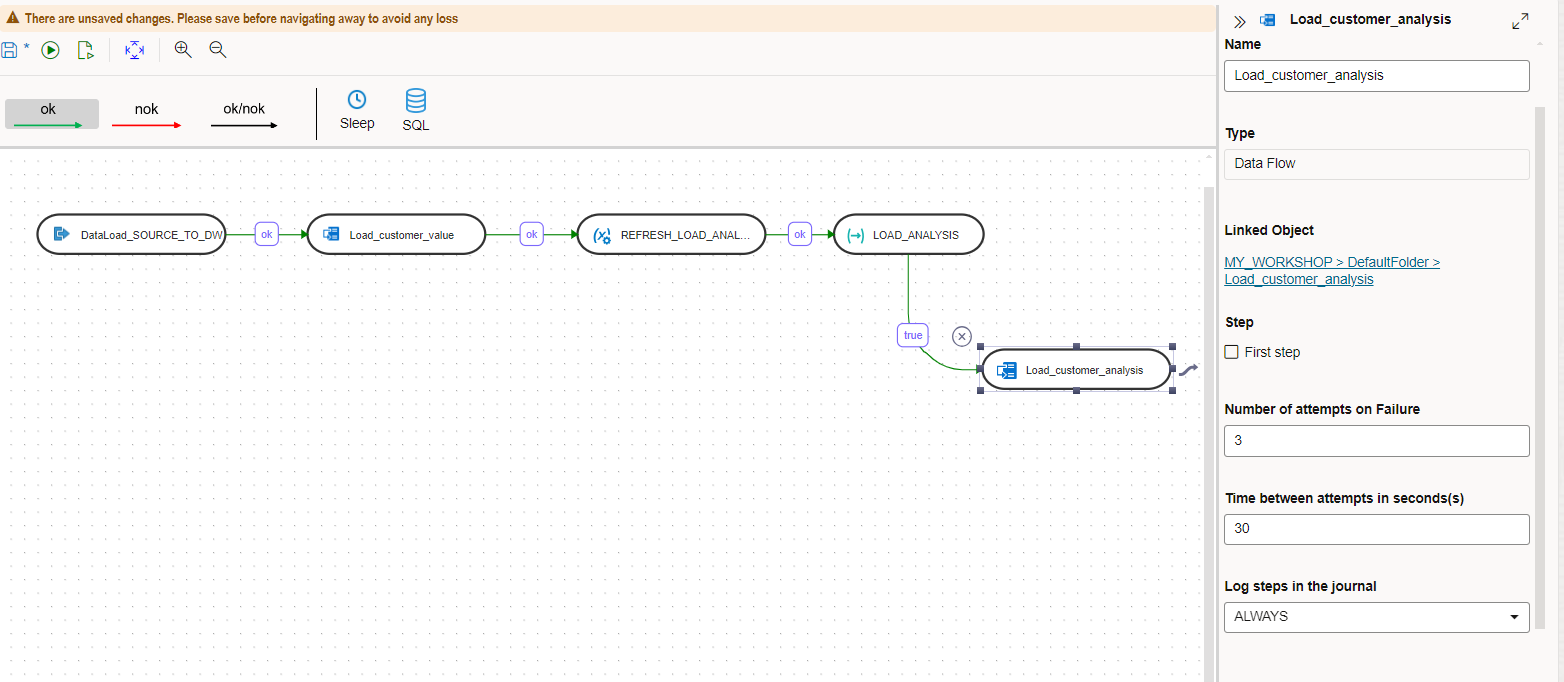 There are unsaved changes. Please save before navigating away to avoid any loss
*
ok
nok
ok/nok
Sleep
SQL
DataLoad_SOURCE_TO_DW
ok
Load_customer_value
ok
REFRESH_LOAD_ANAL...
ok
LOAD_ANALYSIS
true
Load_customer_analysis
Load_customer_analysis
Name
Load_customer_analysis
Type
Data Flow
Linked Object
MY_WORKSHOP > DefaultFolder >
Load_customer_analysis
Step
First step
Number of attempts on Failure
3
Time between attempts in seconds(s)
30
Log steps in the journal
ALWAYS